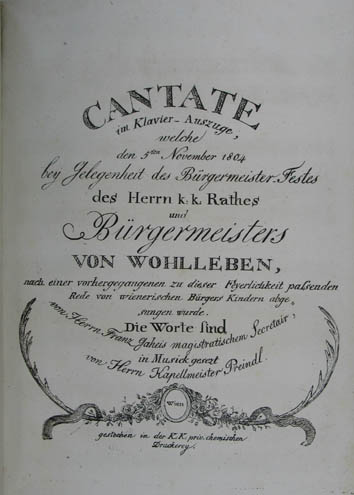 CANTATE
im Klavier-Auszuge,
welche
den 5ten November 1804
bey Gelegenheit des Bürgermeister-Festes
des Herrn k:k. Rathes
und
Bürgermeisters
VON WOHLLEBEN,
nach einer vorhergegangenen zu dieser Feyerlichkeit paßenden
Rede von wienerischen Bürgers Kindern abge,
sungen wurde.
Die Worte sind
von Herrn Franz Gaheis magistratischem Secretair,
in Musick gesezt
von Herrn Kapellmeister Preindl.
Wien
gestochen in der K.K. priv. chemischen
Druckerey.